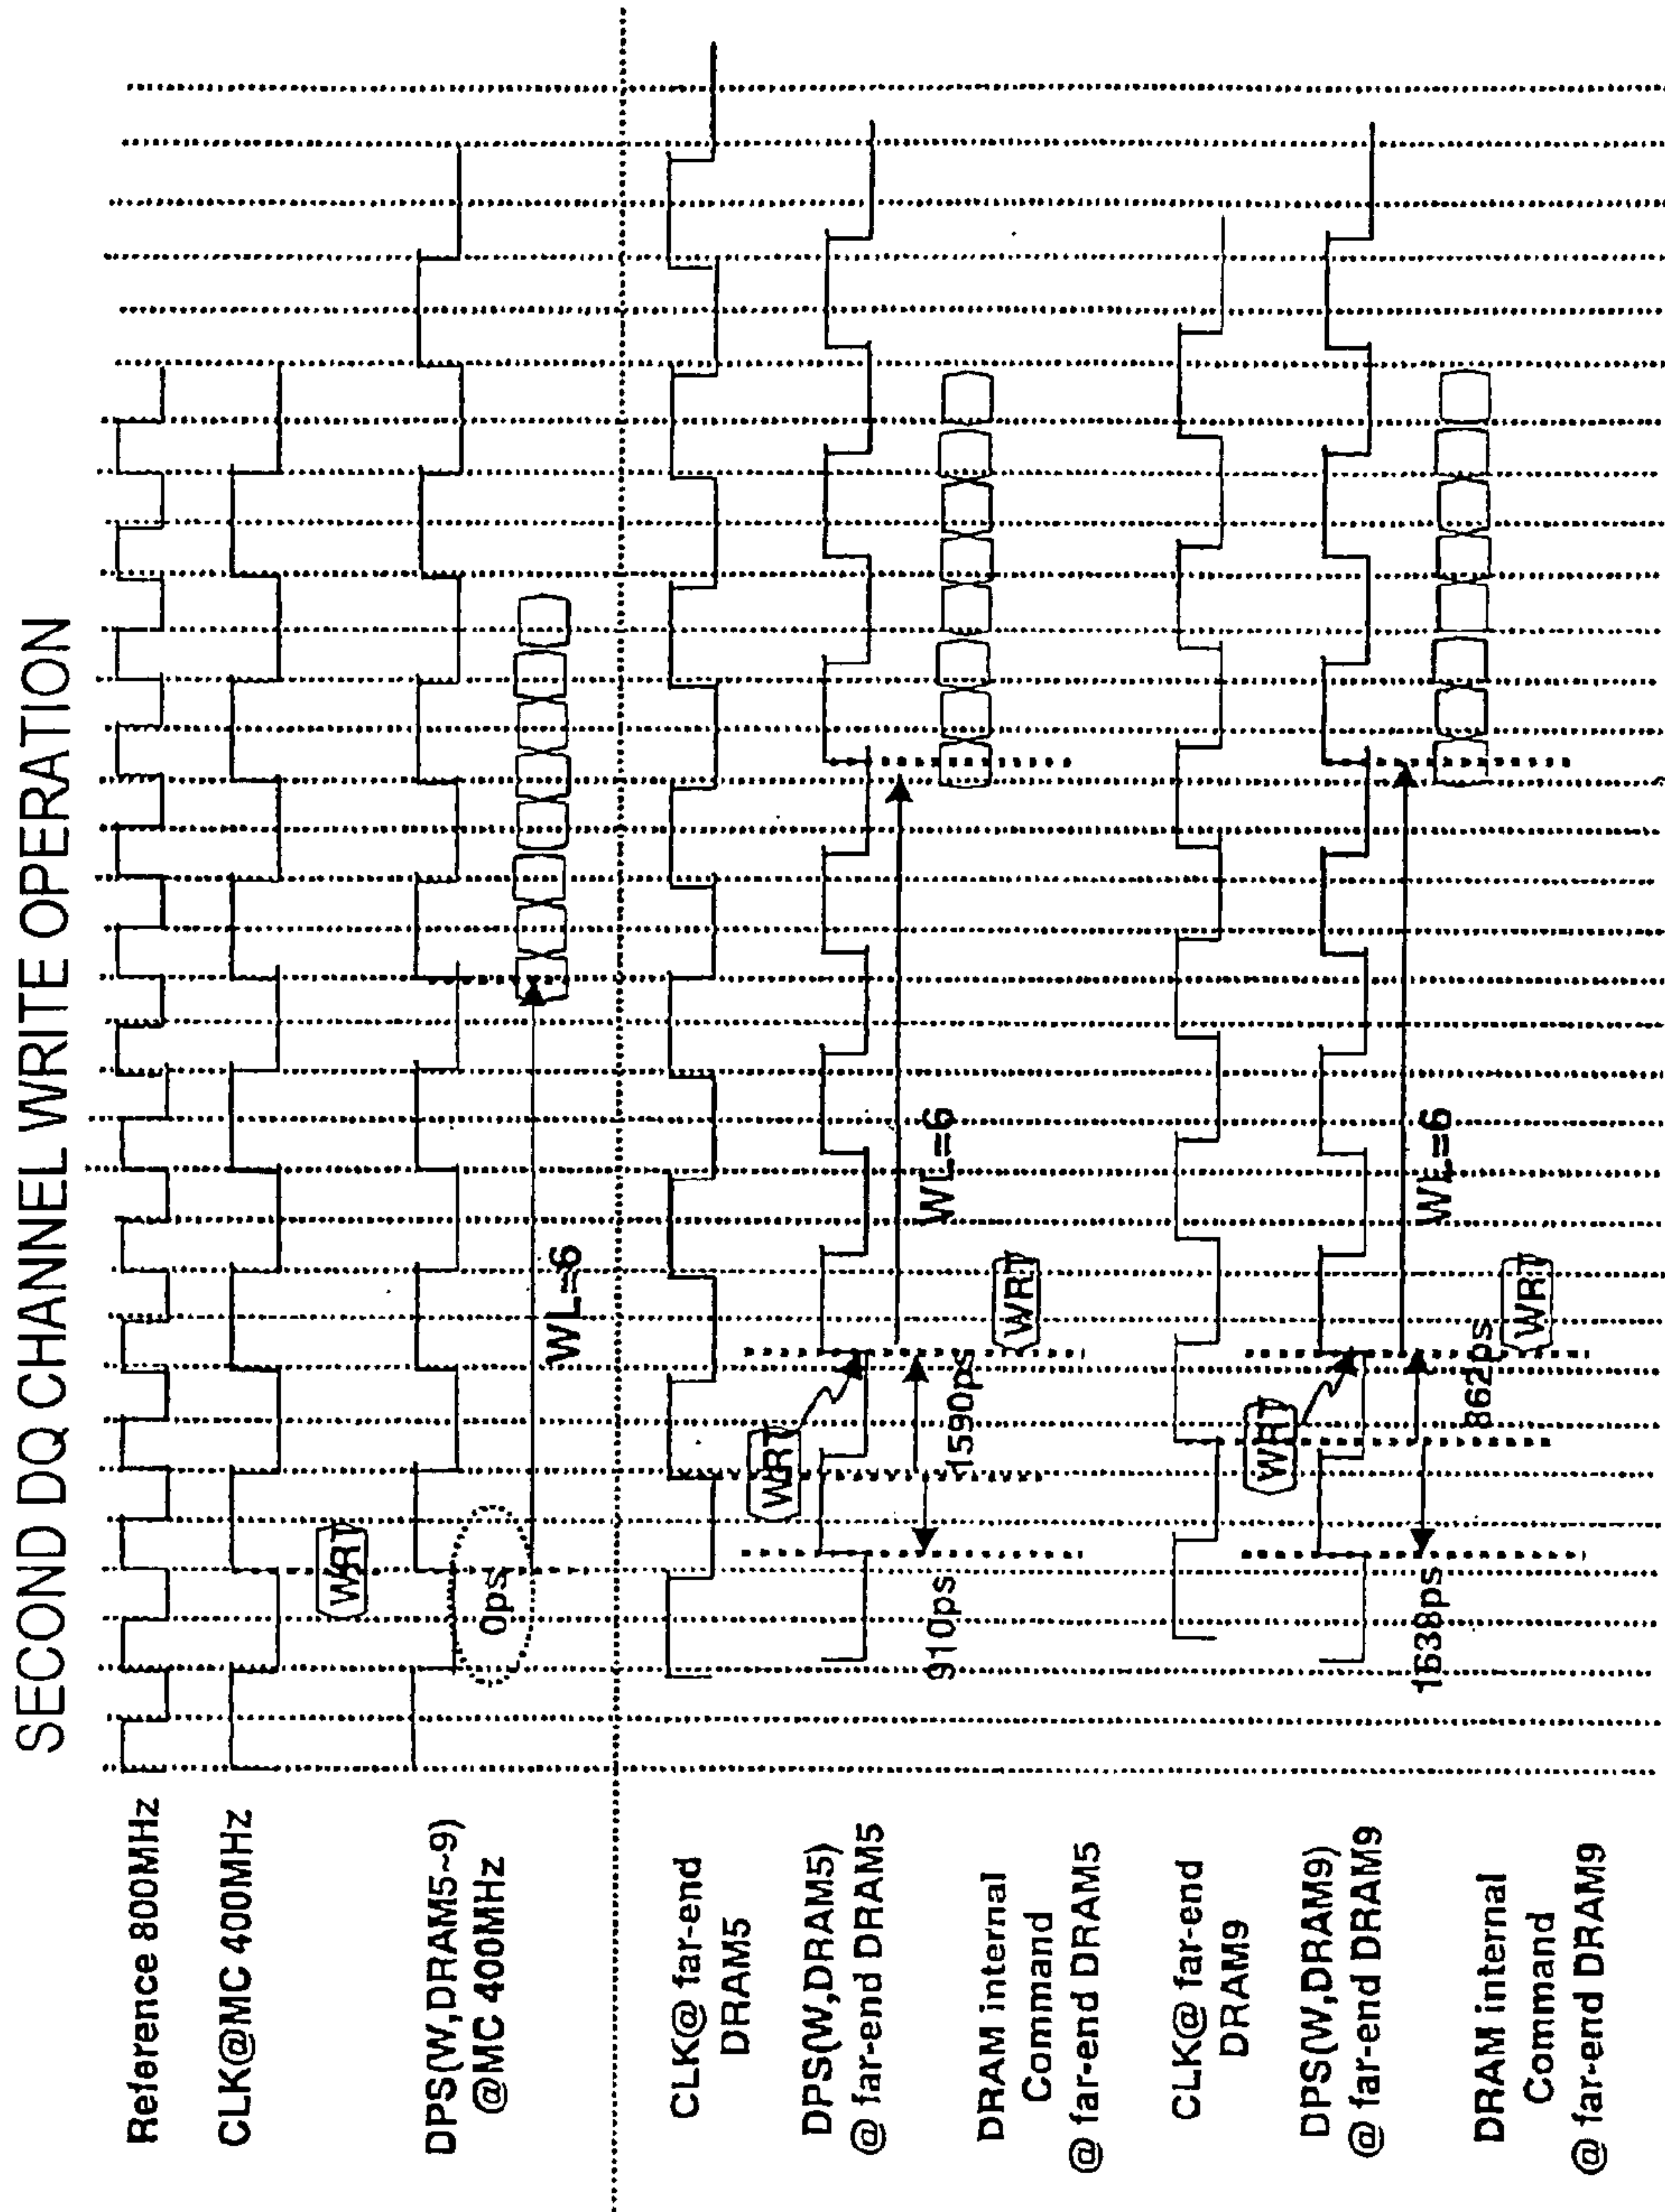 SECOND DQ CHANNEL WRITE OPERATION
Reference 800MHz
CLK@MC 400MHz
WRT
DPS(W,DRAM5~9)
@MC 400MHz
0ps
WL=6
CLK@ far-end
DRAM5
WRT
DPS(W,DRAM5)
@ far-end DRAM5
910ps
1590ps
WL=6
DRAM internal
Command
@ far-end DRAM5
WRT
CLK@ far-end
DRAM9
WRT
DPS(W,DRAM9)
@ far-end DRAM9
1638ps
862ps
WL=6
DRAM internal
Command
@ far-end DRAM9
WRT